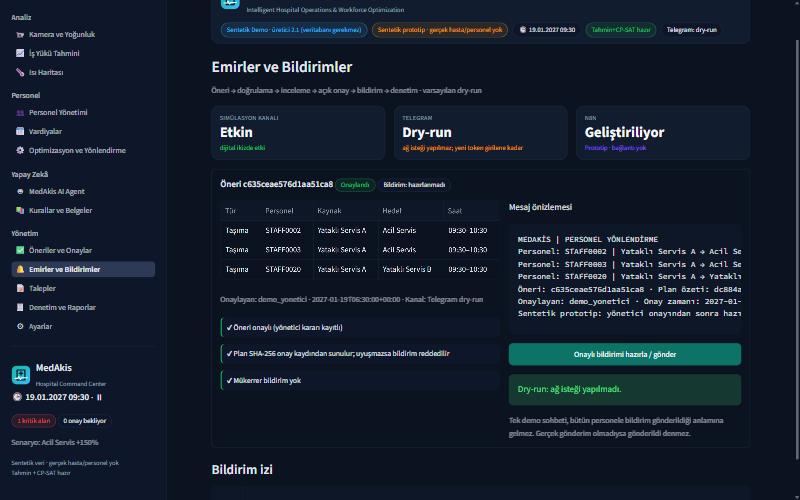 Analiz
Kamera ve Yoğunluk
İş Yükü Tahmini
Isı Haritası
Personel
Personel Yönetimi
Vardiyalar
Optimizasyon ve Yönlendirme
Yapay Zekâ
MedAkis AI Agent
Kurallar ve Belgeler
Yönetim
Öneriler ve Onaylar
Emirler ve Bildirimler
Talepler
Denetim ve Raporlar
Ayarlar
MedAkis
Hospital Command Center
19.01.2027 09:30 · ⏸
1 kritik alan
0 onay bekliyor
Senaryo: Acil Servis +150%
Sentetik veri · gerçek hasta/personel yok
Tahmin + CP-SAT hazır
Intelligent Hospital Operations & Workforce Optimization
Sentetik Demo · üretici 2.1 (veritabanı gerekmez)
Sentetik prototip · gerçek hasta/personel yok
19.01.2027 09:30
Tahmin+CP-SAT hazır
Telegram: dry-run
Emirler ve Bildirimler
Öneri → doğrulama → inceleme → açık onay → bildirim → denetim · varsayılan dry-run
SİMÜLASYON KANALI
Etkin
dijital ikizde etki
TELEGRAM
Dry-run
ağ isteği yapılmaz; yeni token girilene kadar
N8N
Geliştiriliyor
Prototip · bağlantı yok
Öneri c635ceae576d1aa51ca8
Onaylandı
Bildirim: hazırlanmadı
Tür Personel Kaynak Hedef Saat
Taşıma STAFF0002 Yataklı Servis A Acil Servis 09:30–10:30
Taşıma STAFF0003 Yataklı Servis A Acil Servis 09:30–10:30
Taşıma STAFF0020 Yataklı Servis A Yataklı Servis B 09:30–10:30
Onaylayan: demo_yonetici · 2027-01-19T06:30:00+00:00 · Kanal: Telegram dry-run
✔ Öneri onaylı (yönetici kararı kayıtlı)
✔ Plan SHA-256 onay kaydından sunulur; uyuşmazsa bildirim reddedilir
✔ Mükerrer bildirim yok
Mesaj önizlemesi
MEDAKİS | PERSONEL YÖNLENDİRME
Personel: STAFF0002 | Yataklı Servis A → Acil Se
Personel: STAFF0003 | Yataklı Servis A → Acil Se
Personel: STAFF0020 | Yataklı Servis A → Yataklı
Öneri: c635ceae576d1aa51ca8 · Plan özeti: dc884a
Onaylayan: demo_yonetici · Onay zamanı: 2027-01-
Sentetik prototip: yönetici onayından sonra hazı
Onaylı bildirimi hazırla / gönder
Dry-run: ağ isteği yapılmadı.
Tek demo sohbeti, bütün personele bildirim gönderildiği anlamına
gelmez. Gerçek gönderim olmadıysa gönderildi denmez.
Bildirim izi